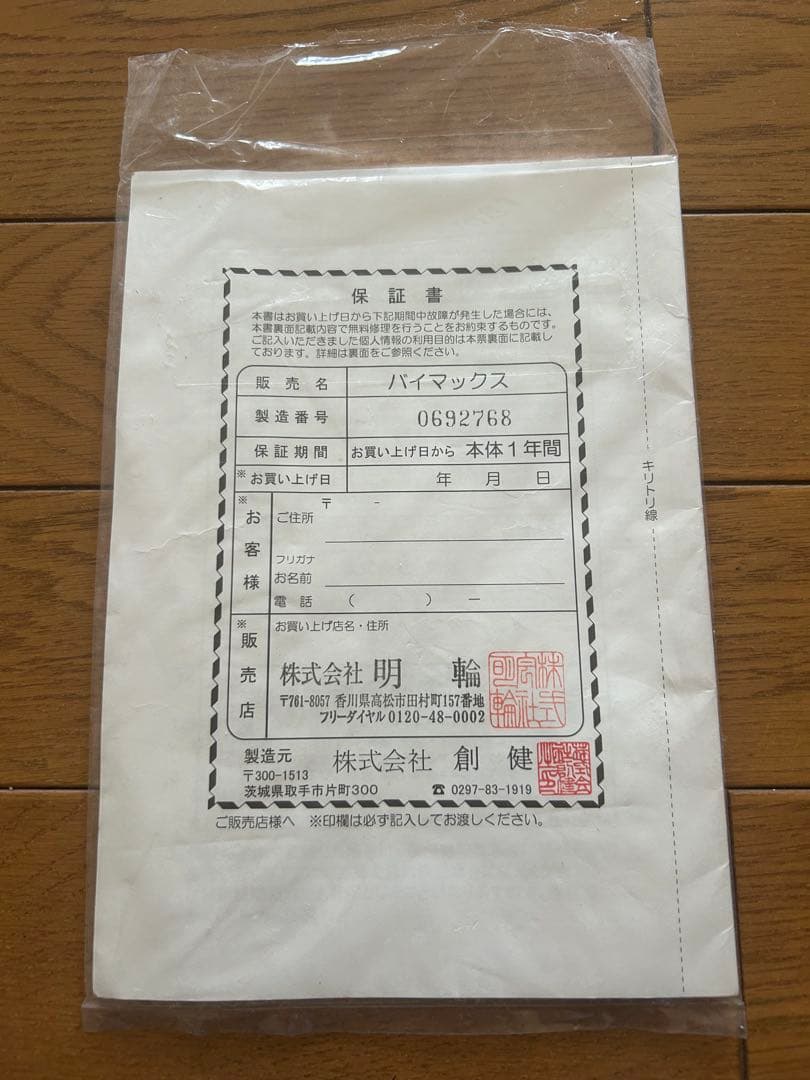 保証書
本書はお買い上げ日から下記期間中故障が発生した場合には、
本書裏面記載内容で無料修理を行うことをお約束するものです。
ご記入いただきました個人情報の利用目的は本票裏面に記載し
ております。詳細は裏面をご参照ください。
販売名 バイマックス
製造番号 0692768
保証期間 お買い上げ日から 本体1年間
※お買い上げ日 年 月 日
※お客様
〒 -
ご住所
フリガナ
お名前
電話 ( ) ー
※販売店
お買い上げ店名・住所
株式会社 明輪
〒761-8057 香川県高松市田村町157番地
フリーダイヤル 0120-48-0002
株式会社明輪
製造元 株式会社 創健
〒300-1513
茨城県取手市片町300 ☎ 0297-83-1919
ご販売店様へ ※印欄は必ず記入してお渡しください。
キリトリ線